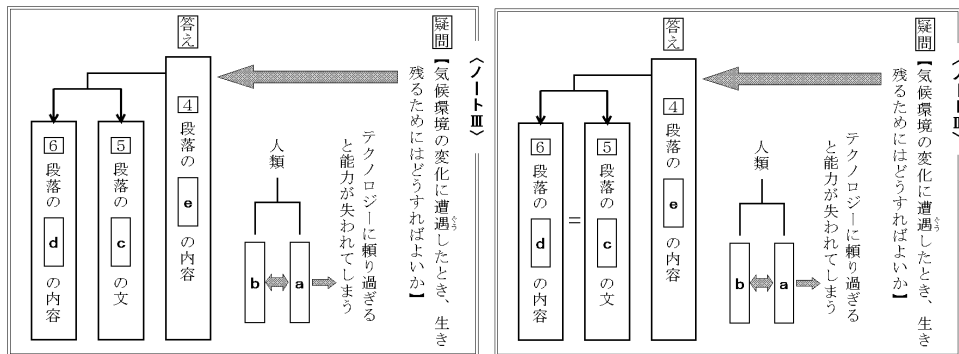 〈ノートⅢ〉
疑問
【気候環境の変化に遭遇したとき、生き
そう
残るためにはどうすればよいか】
テクノロジーに頼り過ぎる
と能力が失われてしまう
人類
a
b
答え
4 段落の e の内容
5 段落の c の文
=
6 段落の d の内容
〈ノートⅢ〉
疑問
【気候環境の変化に遭遇したとき、生き
そう
残るためにはどうすればよいか】
テクノロジーに頼り過ぎる
と能力が失われてしまう
人類
a
b
答え
4 段落の e の内容
5 段落の c の文
6 段落の d の内容